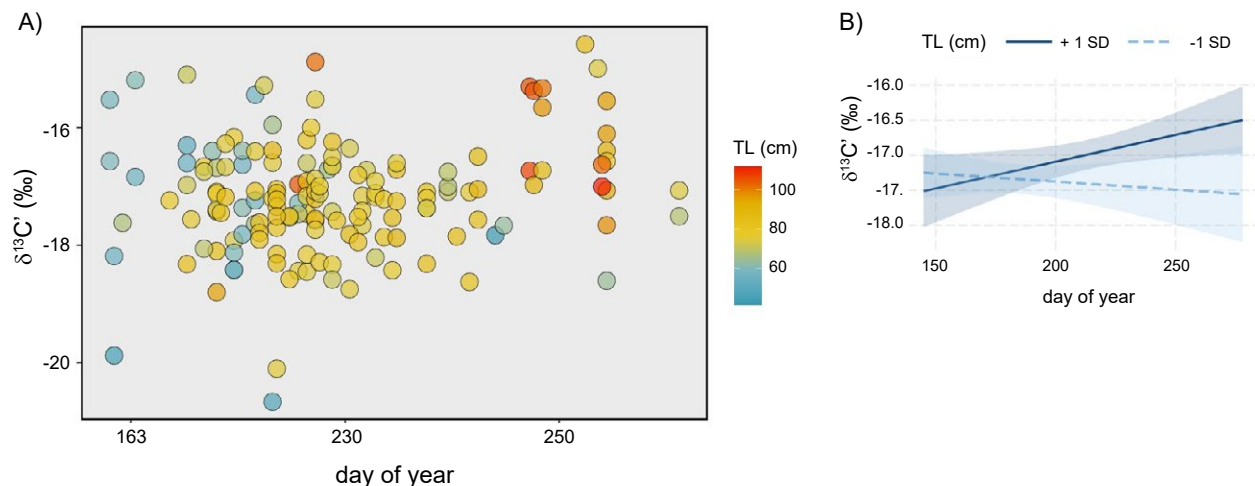 A)
δ¹³C' (‰)
-16
-18
-20
163
230
250
day of year
TL (cm)
100
80
60
B)
TL (cm) + 1 SD -1 SD
δ¹³C' (‰)
-16.0
-16.5
-17.0
-17.
-18.0
150
200
250
day of year